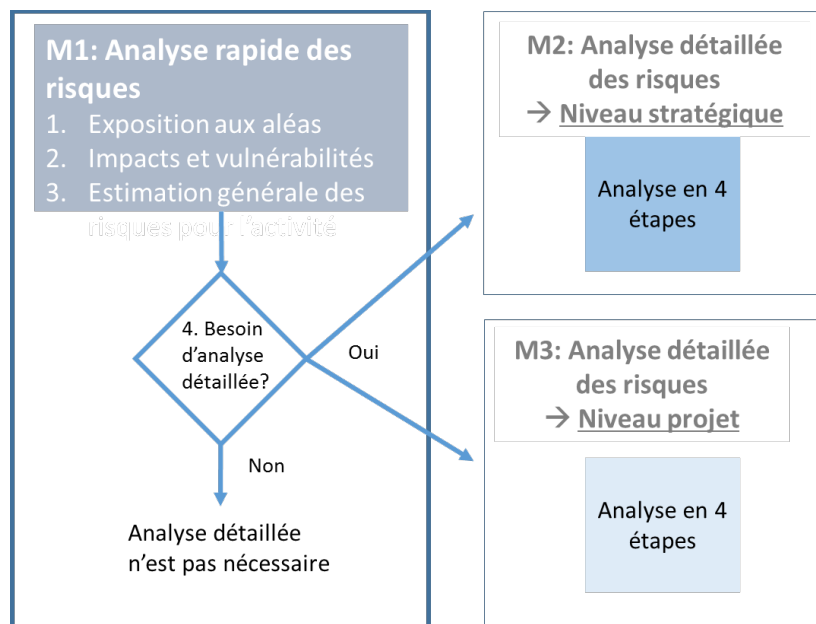 M1: Analyse rapide des
risques
1. Exposition aux aléas
2. Impacts et vulnérabilités
3. Estimation générale des
risques pour l'activité
4. Besoin
d'analyse
détaillée?
Oui
Non
Analyse détaillée
n'est pas nécessaire
M2: Analyse détaillée
des risques
→ Niveau stratégique
Analyse en 4
étapes
M3: Analyse détaillée
des risques
→ Niveau projet
Analyse en 4
étapes